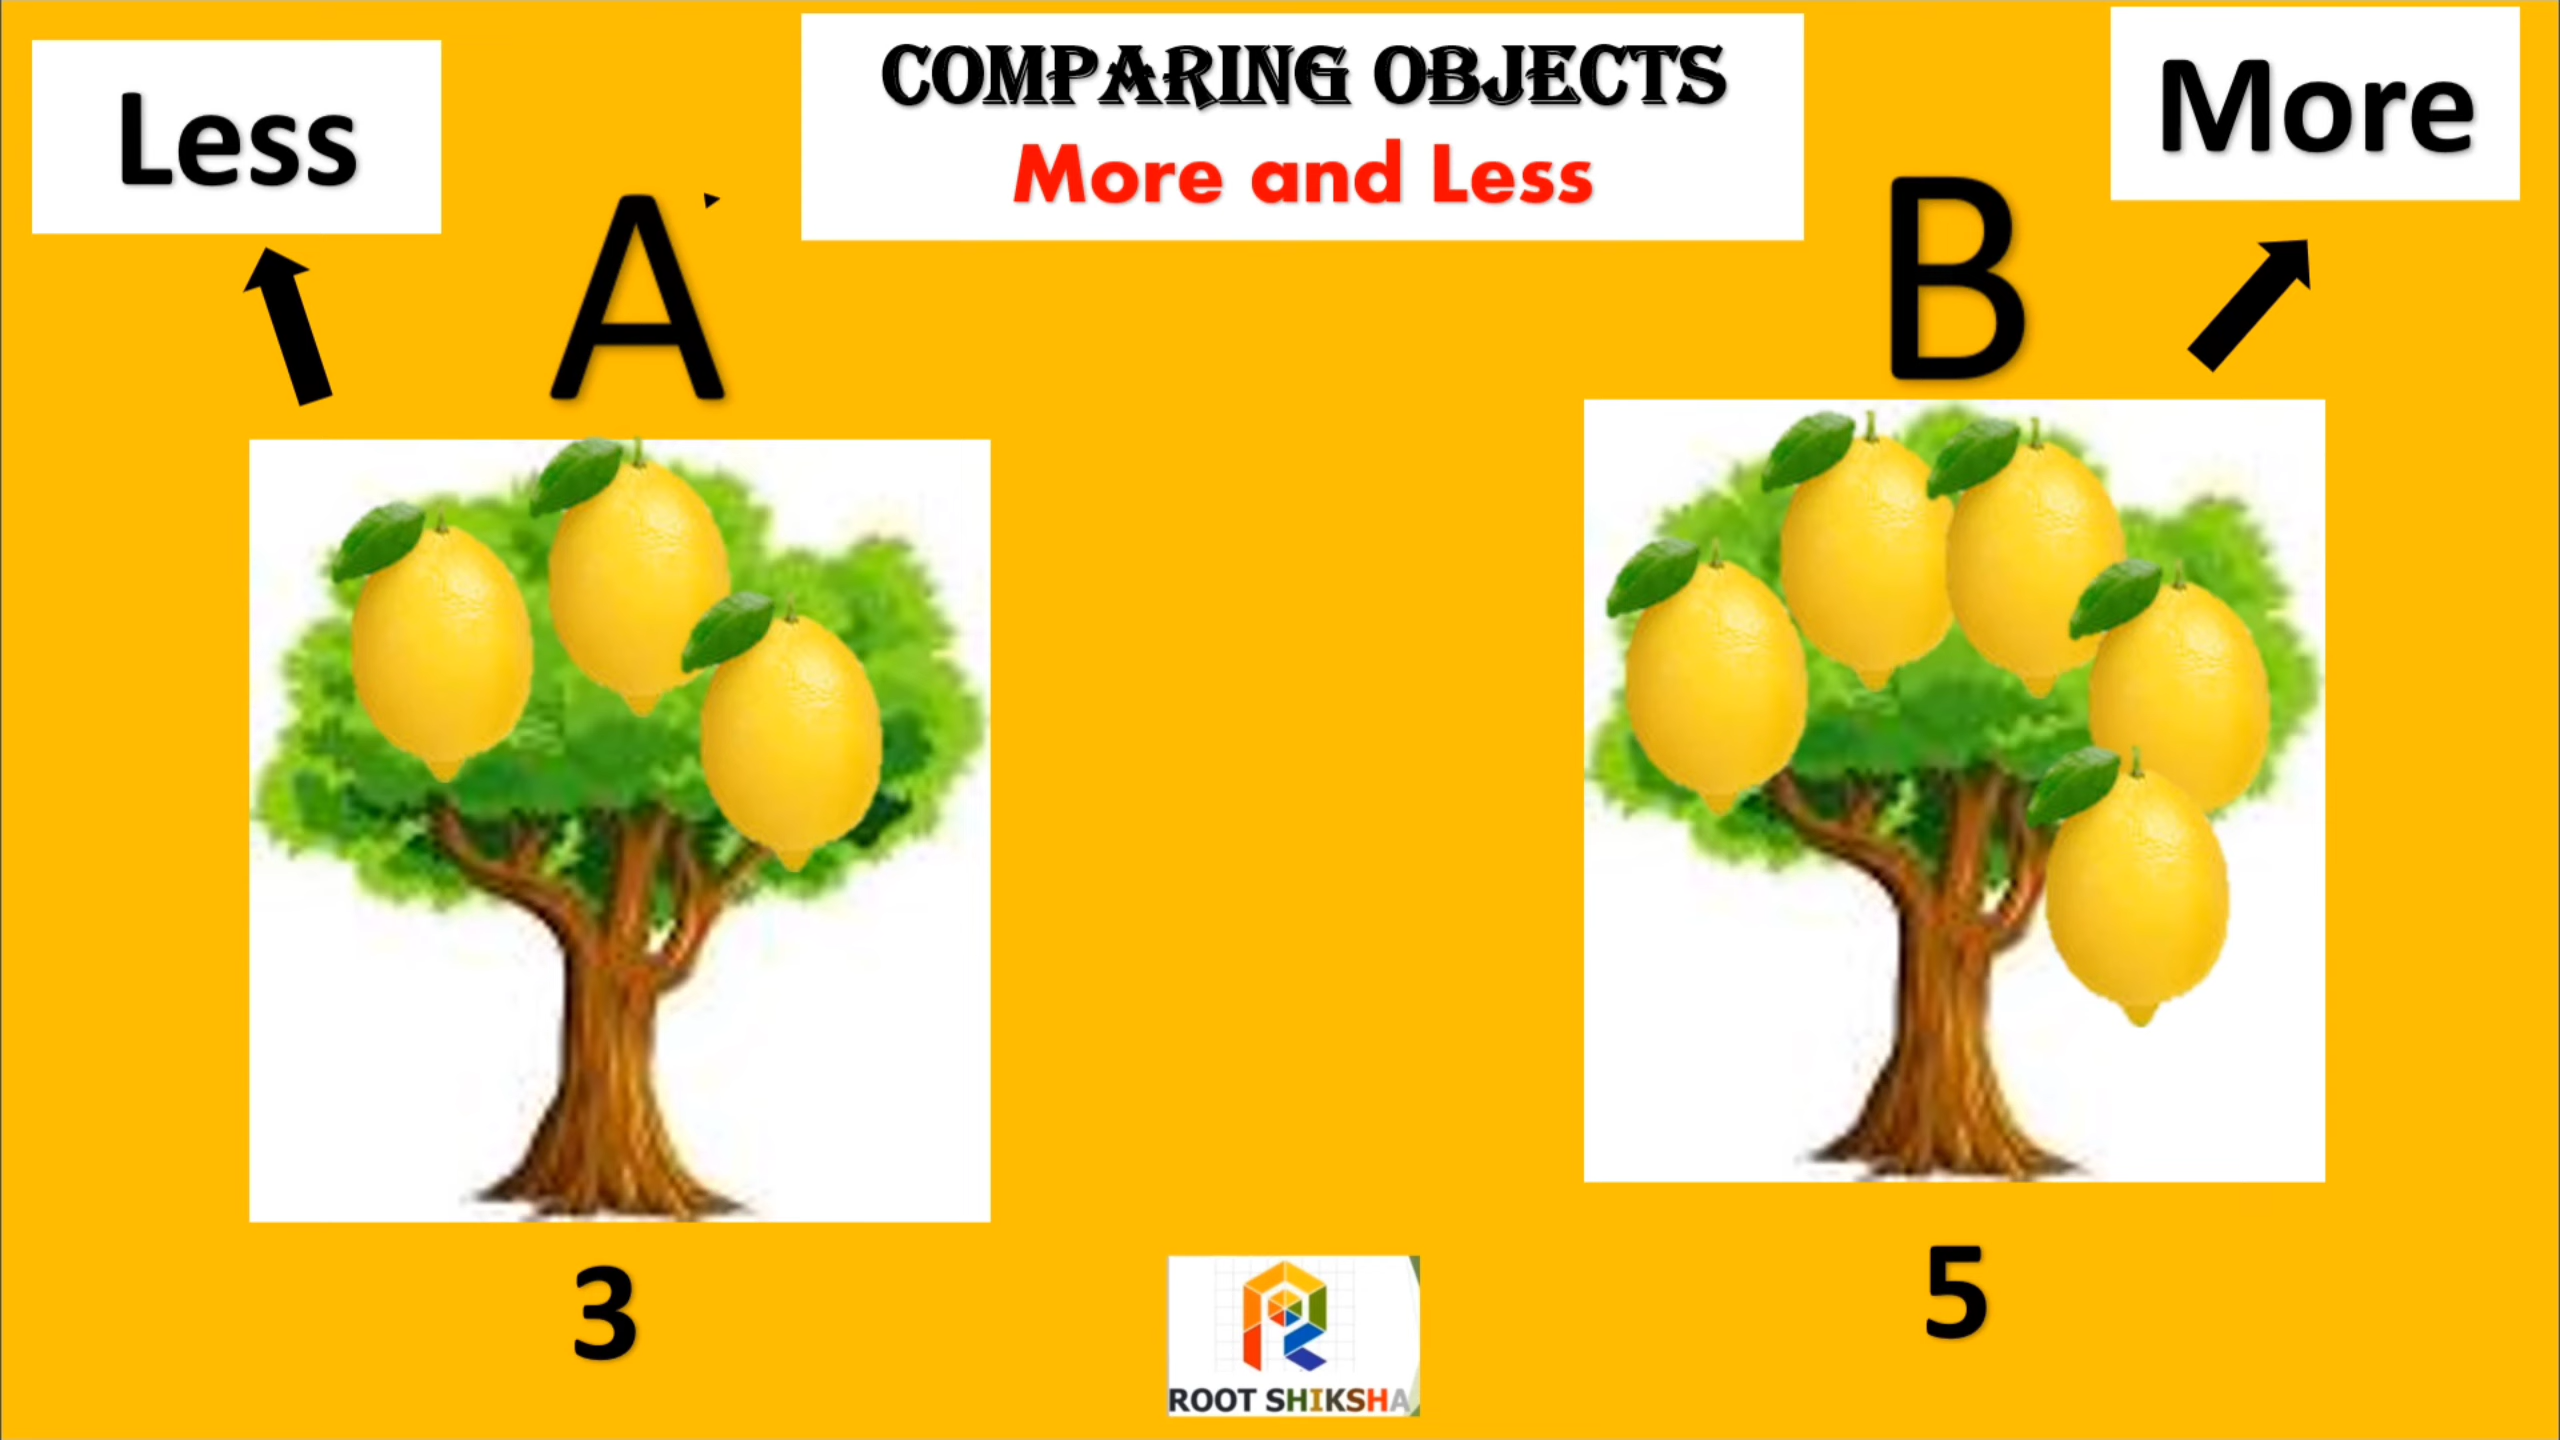 COMPARING OBJECTS
More and Less
Less
More
A
B
3
5
ROOT SHIKSHA